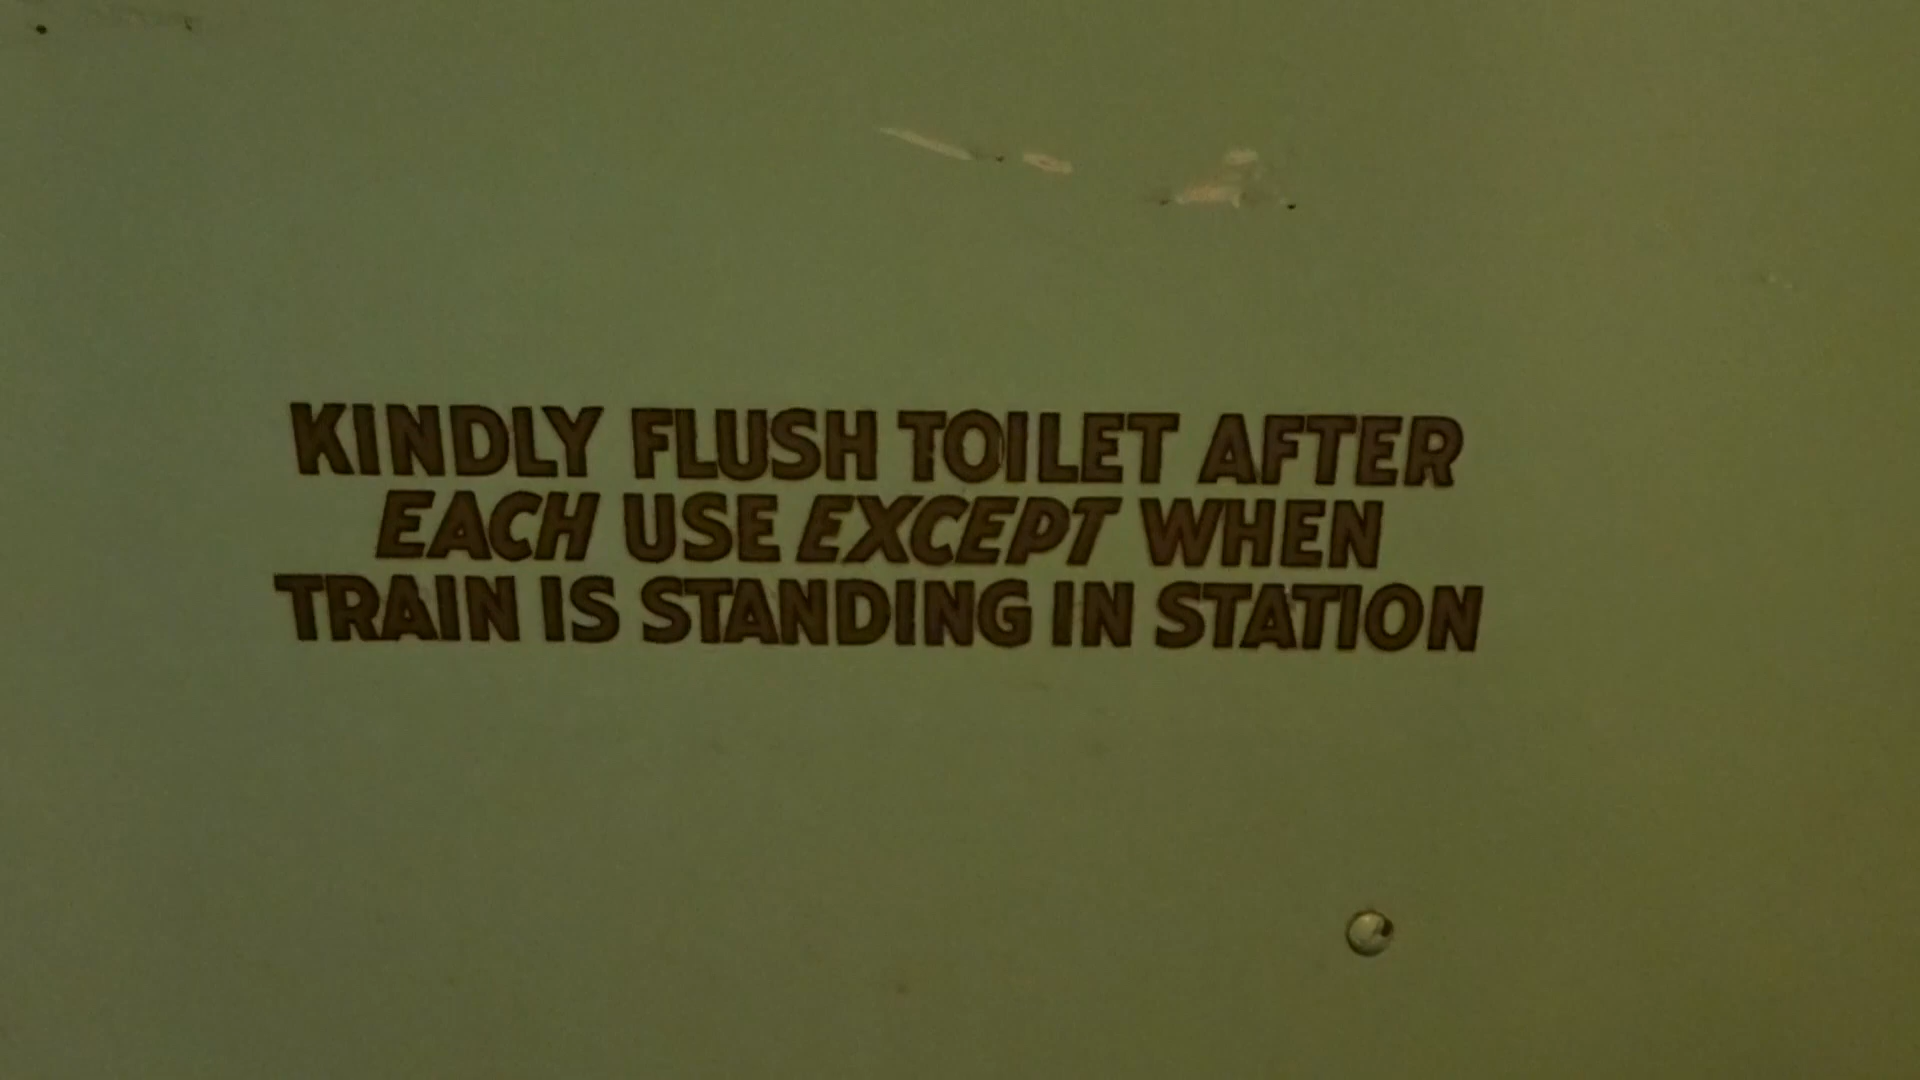 KINDLY FLUSH TOILET AFTER
EACH USE EXCEPT WHEN
TRAIN IS STANDING IN STATION